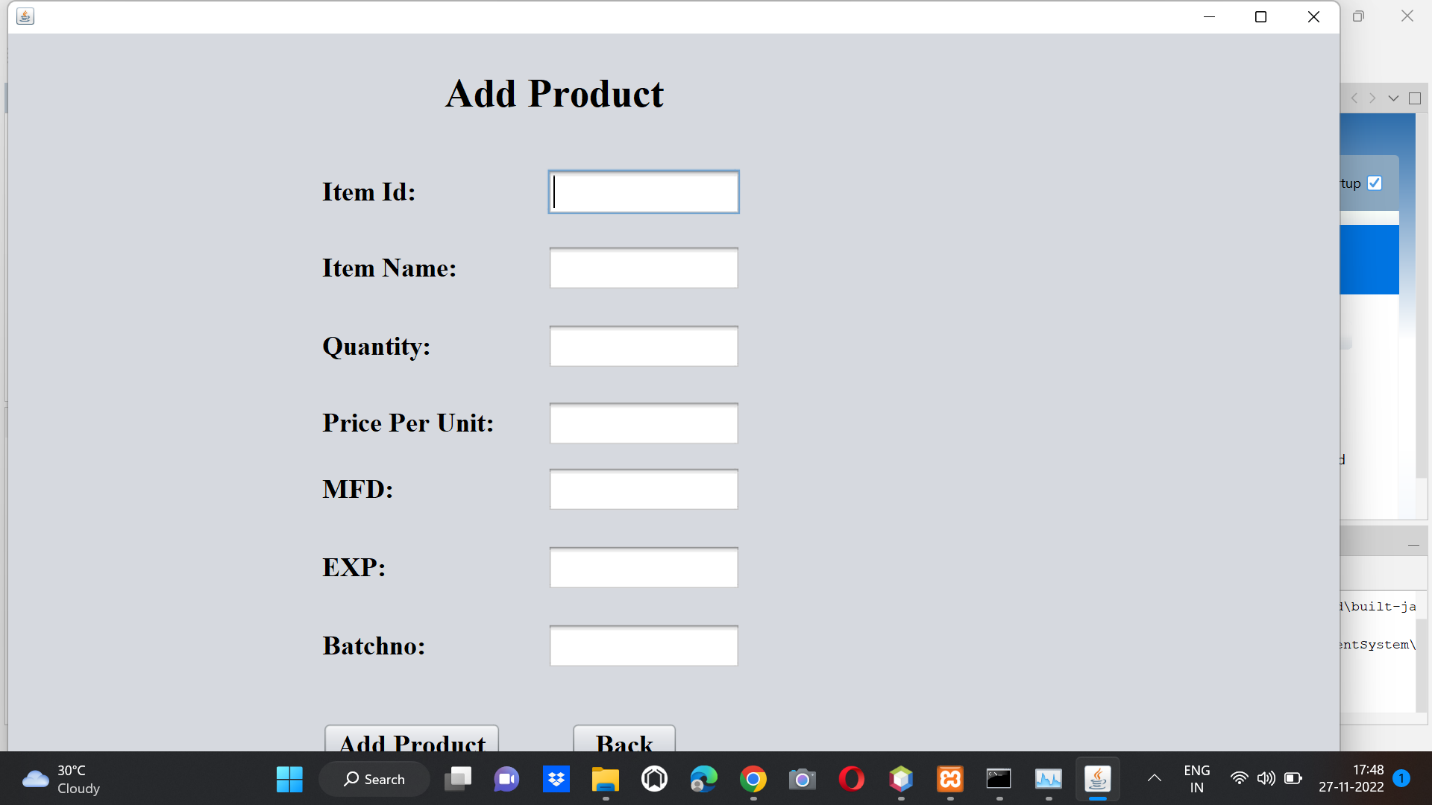 Add Product
Item Id:
Item Name:
Quantity:
Price Per Unit:
MFD:
EXP:
Batchno:
Add Product
Back
tup
d
d\built-ja
entSystem\
30°C
Cloudy
Search
ENG
IN
17:48
27-11-2022
1